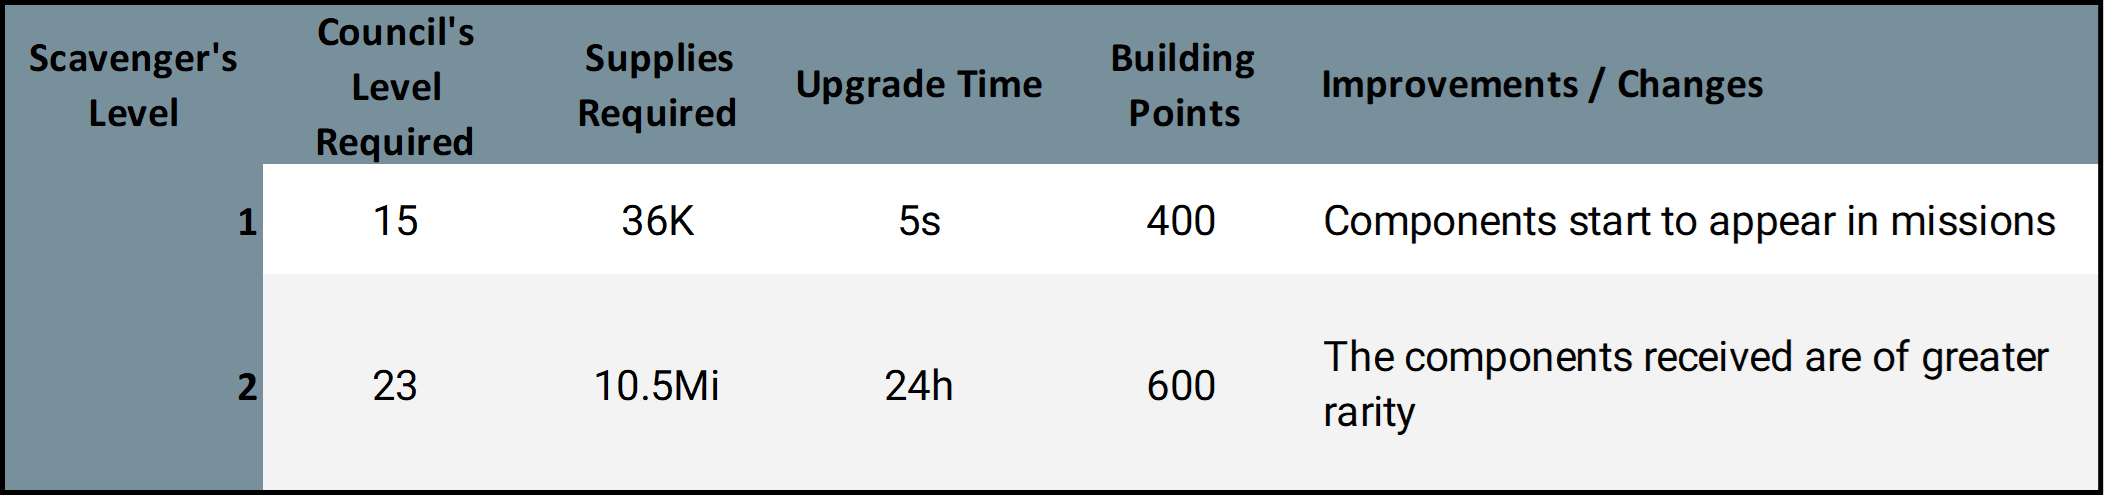 Scavenger's Level
Council's Level Required
Supplies Required
Upgrade Time
Building Points
Improvements / Changes
1 15 36K 5s 400 Components start to appear in missions
2 23 10.5Mi 24h 600 The components received are of greater
rarity